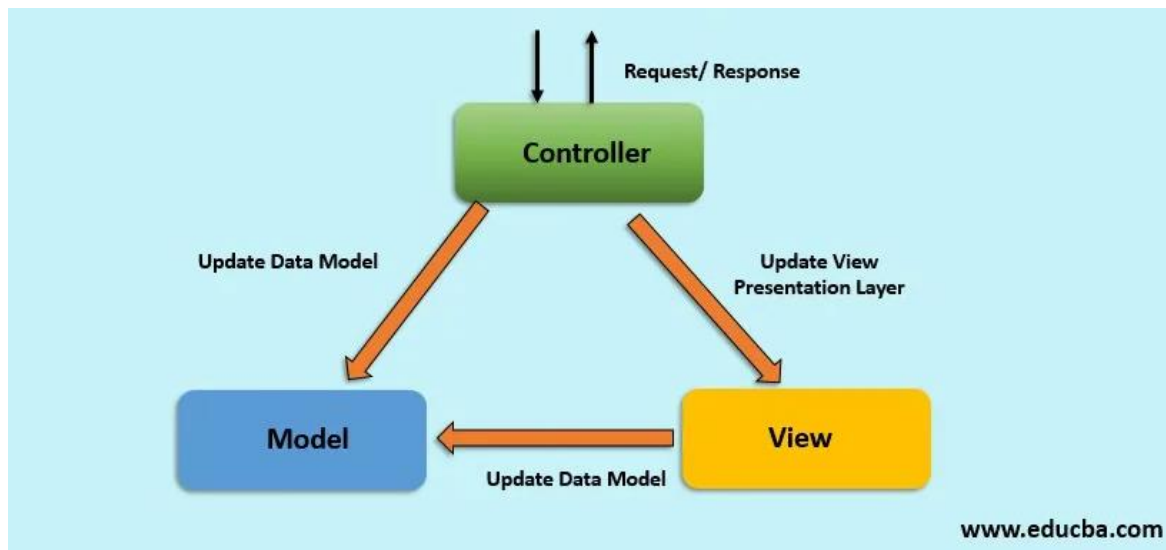 Request/ Response
Controller
Update Data Model
Update View
Presentation Layer
Model
View
Update Data Model
www.educba.com